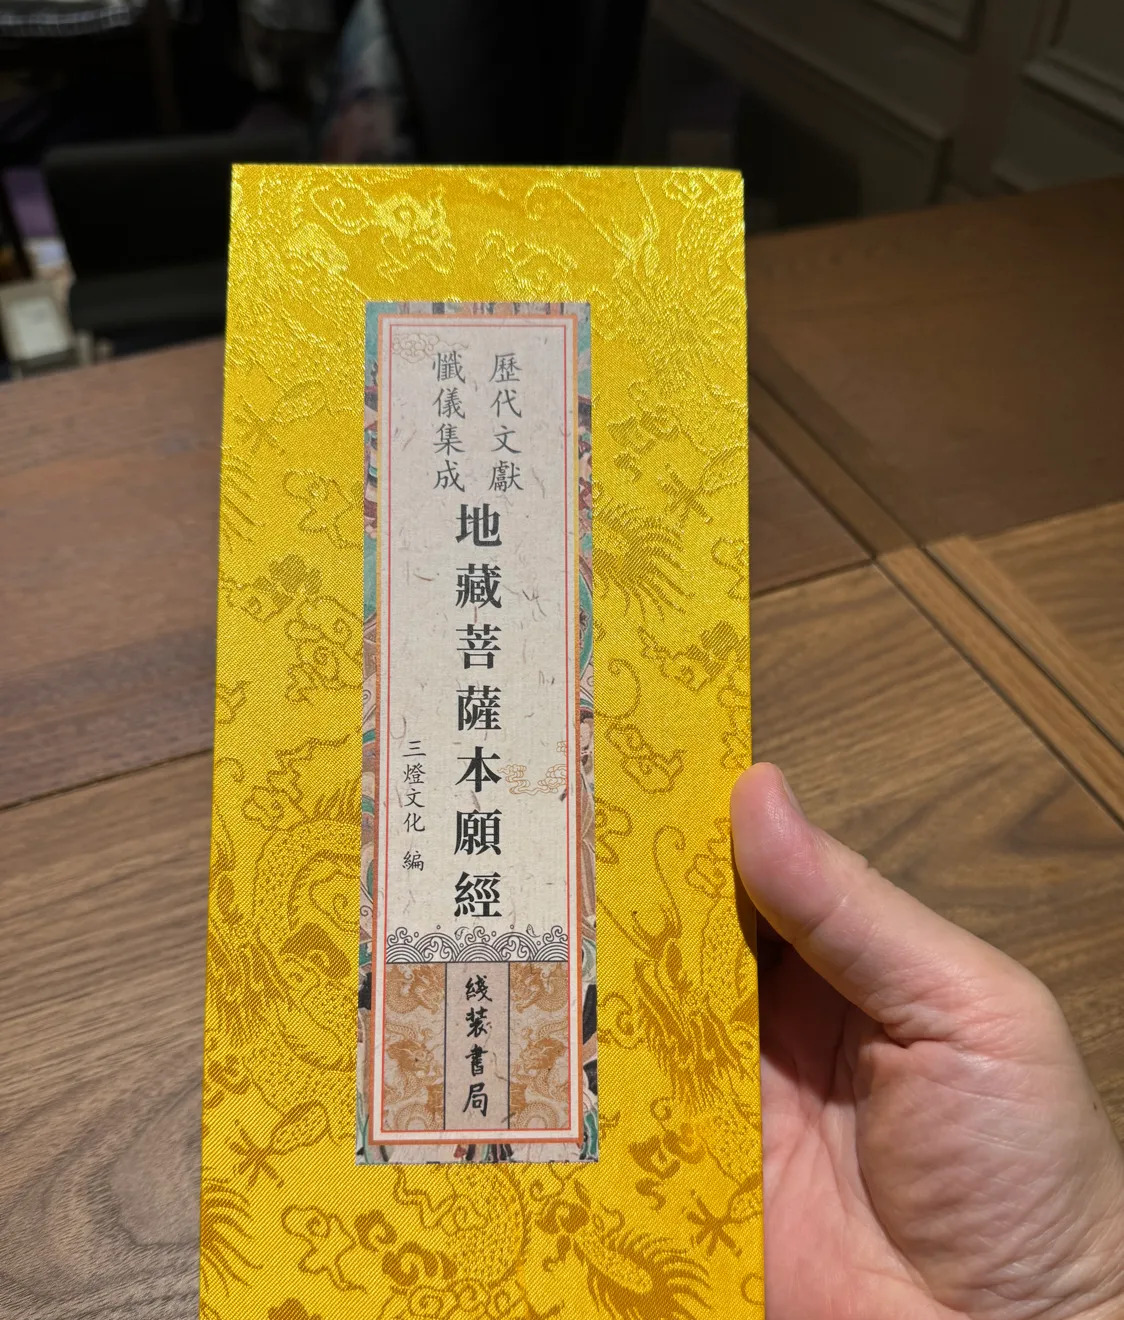 歷代文獻
懺儀集成
地藏菩薩本願經
三燈文化 編
线装書局